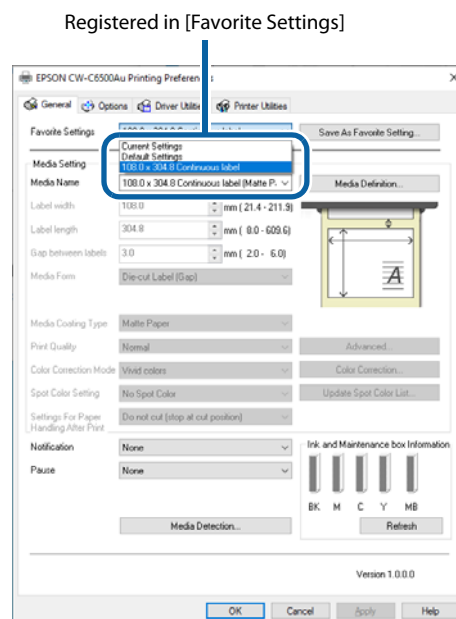 Registered in [Favorite Settings]
EPSON CW-C6500Au Printing Preferen s
General Options Driver Utilitie Printer Utilities
Favorite Settings Save As Favorite Setting...
Current Settings
Default Settings
108.0 x 304.8 Continuous label
Media Setting
Media Name 108.0 x 304.8 Continuous label (Matte P Media Definition...
Label width 108.0 mm ( 21.4 - 211.9)
Label length 304.8 mm ( 8.0 - 609.6)
Gap between labels 3.0 mm ( 2.0 - 6.0)
Media Form Die-cut Label (Gap)
A
Media Coating Type Matte Paper
Print Quality Normal Advanced...
Color Correction Mode Vivid colors Color Correction...
Spot Color Setting No Spot Color Update Spot Color List...
Settings For Paper
Handling After Print Do not cut (stop at cut position)
Notification None Ink and Maintenance box Information
Pause None
BK M C Y MB
Media Detection... Refresh
Version 1.0.0.0
OK Cancel Apply Help